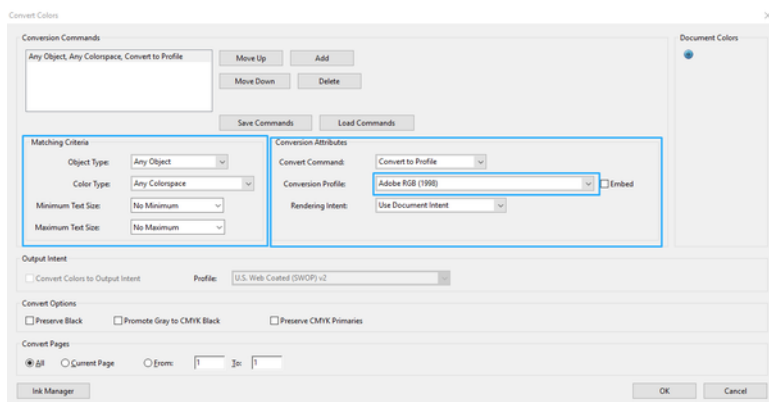 Convert Colors
Conversion Commands
Document Colors
Any Object, Any Colorspace, Convert to Profile
Move Up Add
Move Down Delete
Save Commands Load Commands
Matching Criteria
Object Type: Any Object
Color Type: Any Colorspace
Minimum Text Size: No Minimum
Maximum Text Size: No Maximum
Conversion Attributes
Convert Command: Convert to Profile
Conversion Profile: Adobe RGB (1998) Embed
Rendering Intent: Use Document Intent
Output Intent
Convert Colors to Output Intent Profile: U.S. Web Coated (SWOP) v2
Convert Options
Preserve Black Promote Gray to CMYK Black Preserve CMYK Primaries
Convert Pages
All Current Page From: 1 To: 1
Ink Manager OK Cancel